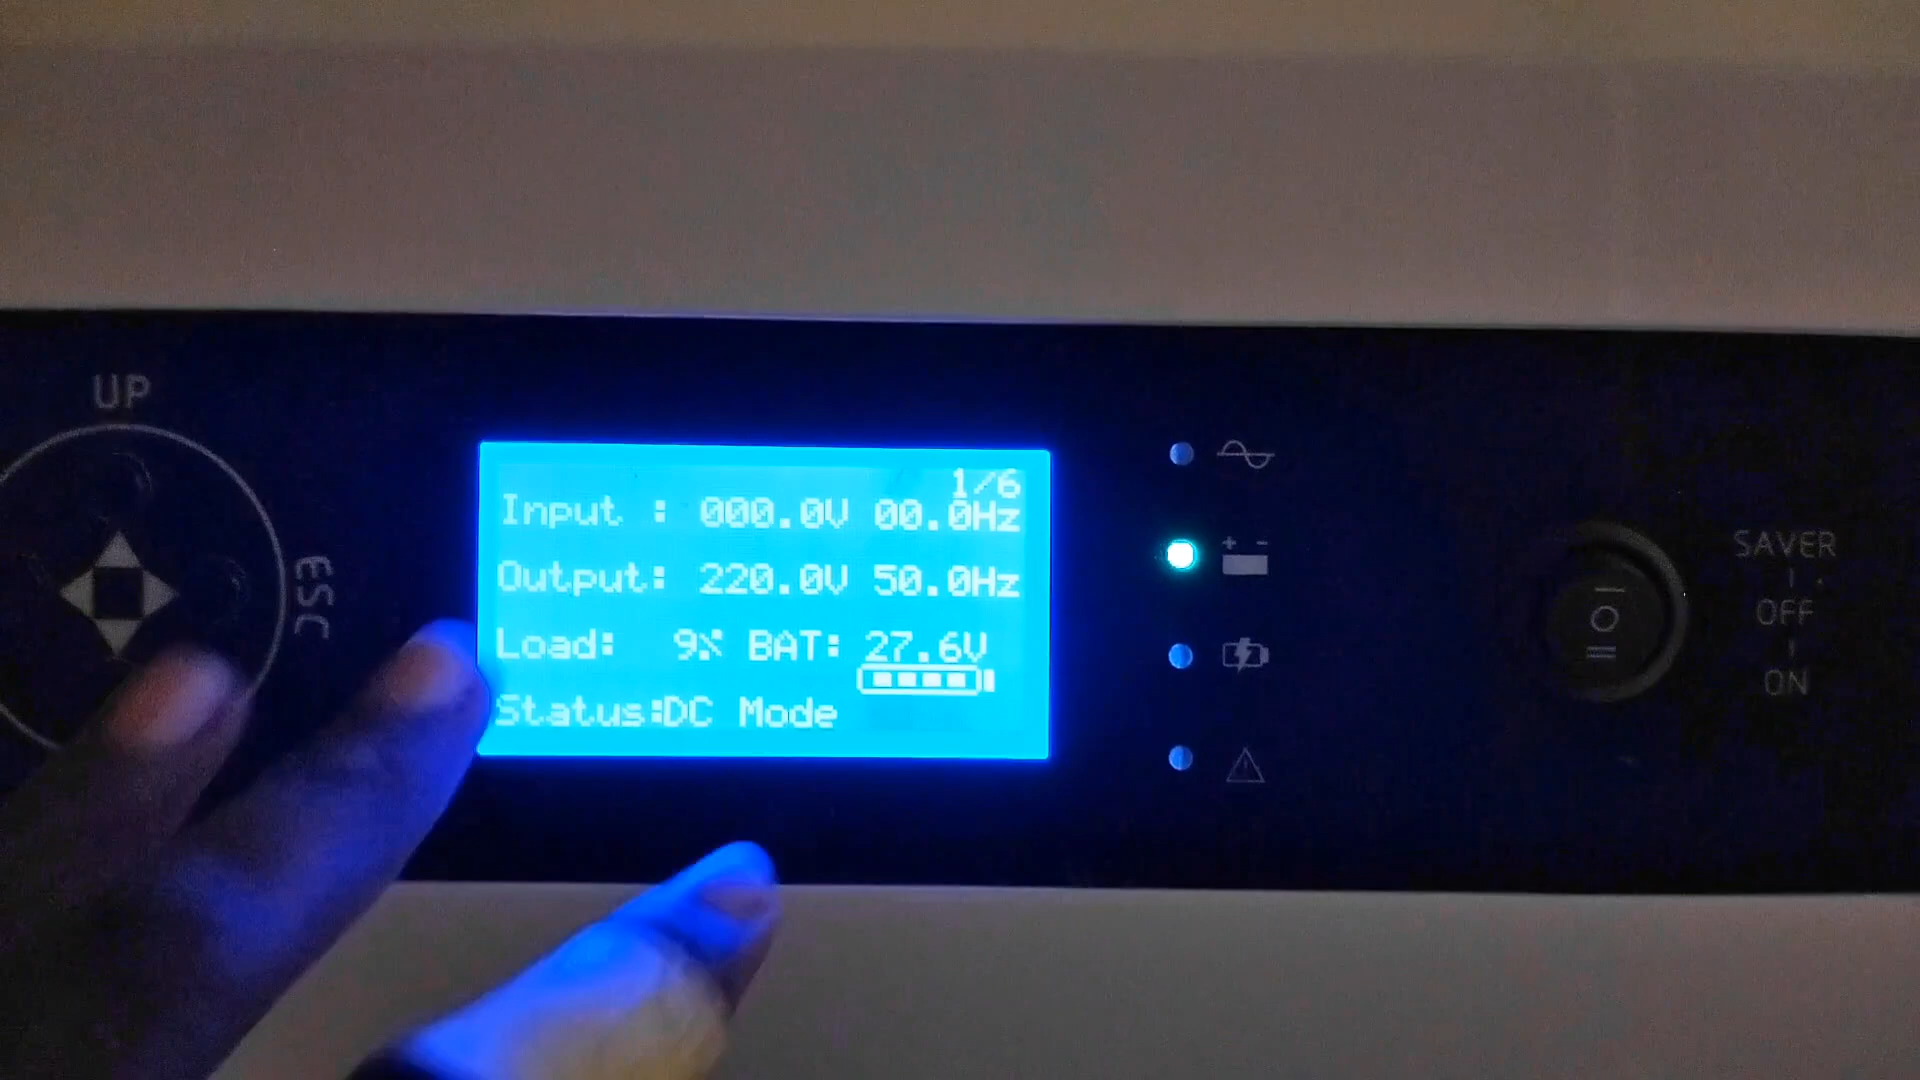 UP
ESC
1/6
Input : 000.0V 00.0Hz
Output: 220.0V 50.0Hz
Load: 9% BAT: 27.6V
Status:DC Mode
+ -
SAVER
OFF
ON